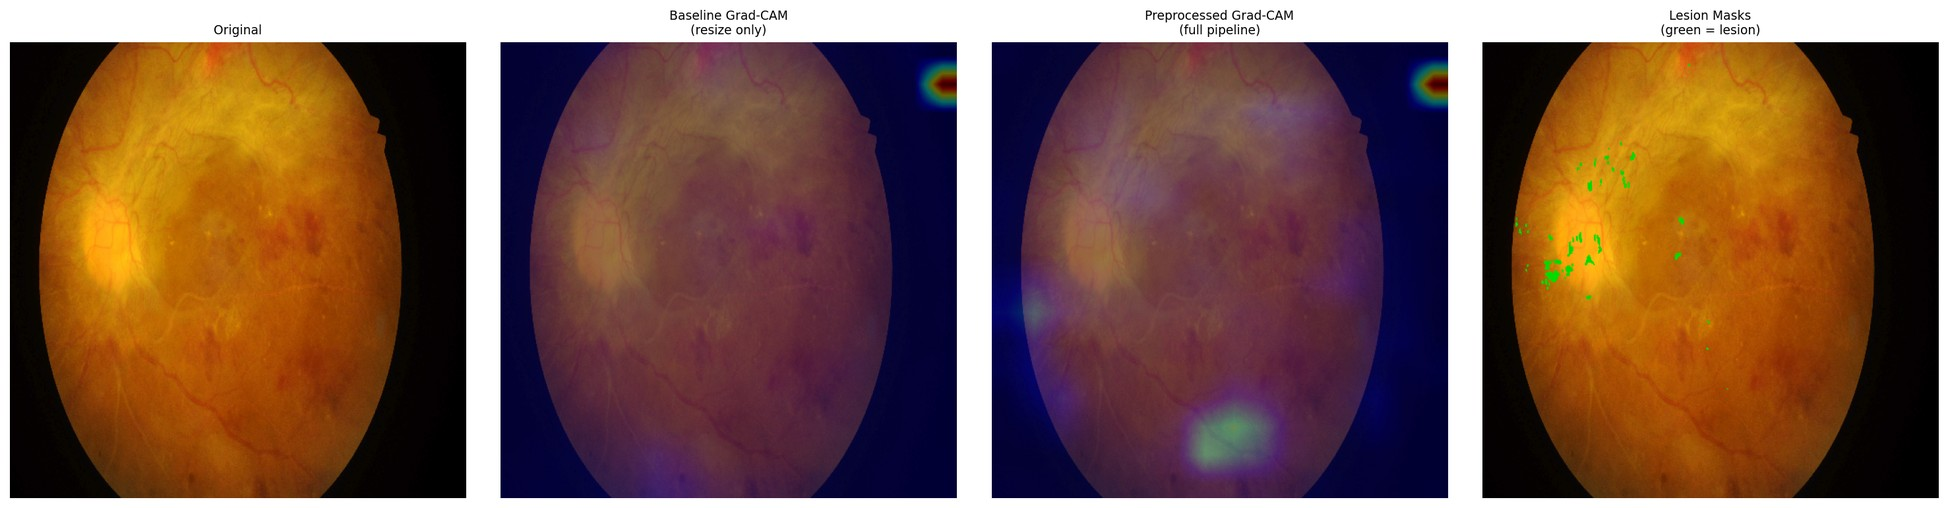 Original
Baseline Grad-CAM
(resize only)
Preprocessed Grad-CAM
(full pipeline)
Lesion Masks
(green = lesion)